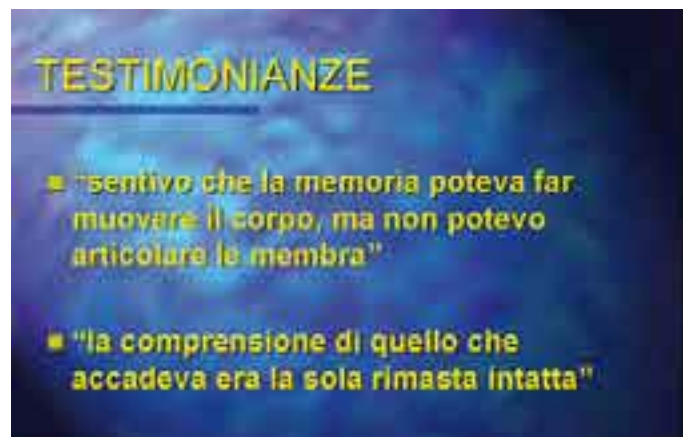 TESTIMONIANZE
"sentivo che la memoria poteva far
muovere il corpo, ma non potevo
articolare le membra"
"la comprensione di quello che
accadeva era la sola rimasta intatta"